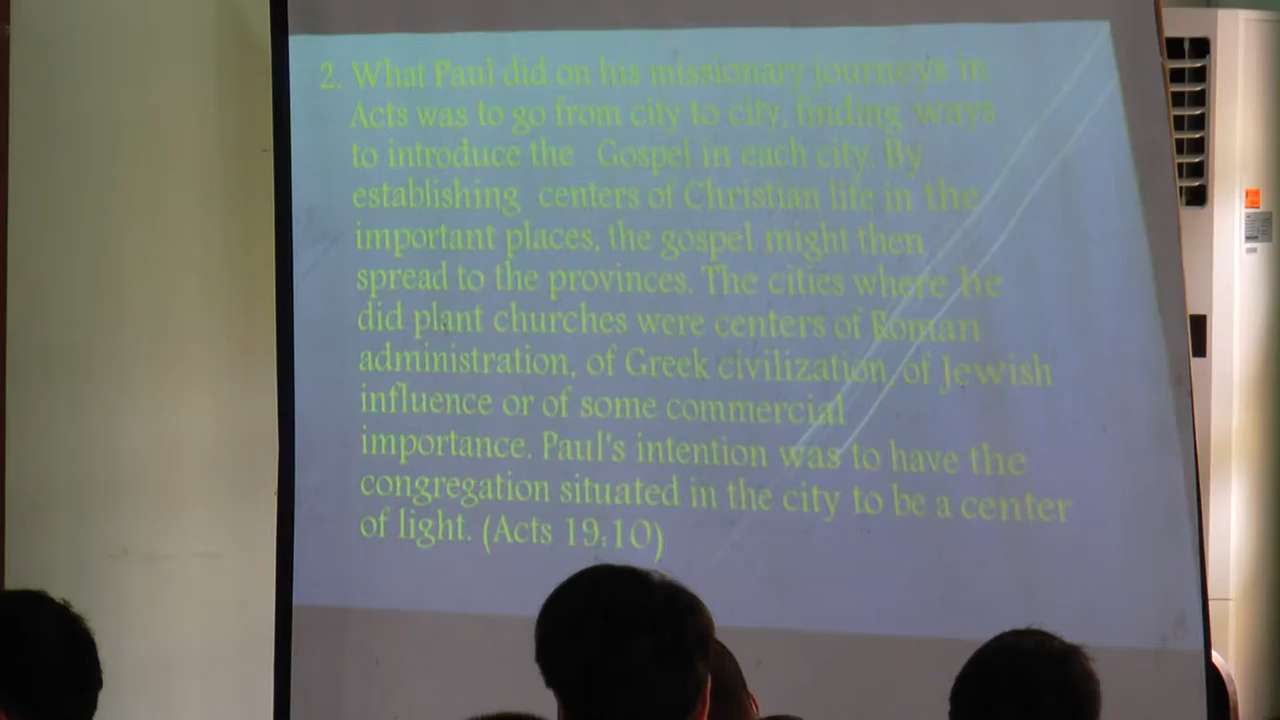 2. What Paul did on his missionary journeys in
Acts was to go from city to city, finding ways
to introduce the Gospel in each city. By
establishing centers of Christian life in the
important places, the gospel might then
spread to the provinces. The cities where he
did plant churches were centers of Roman
administration, of Greek civilization, of Jewish
influence or of some commercial
importance. Paul's intention was to have the
congregation situated in the city to be a center
of light. (Acts 19:10)